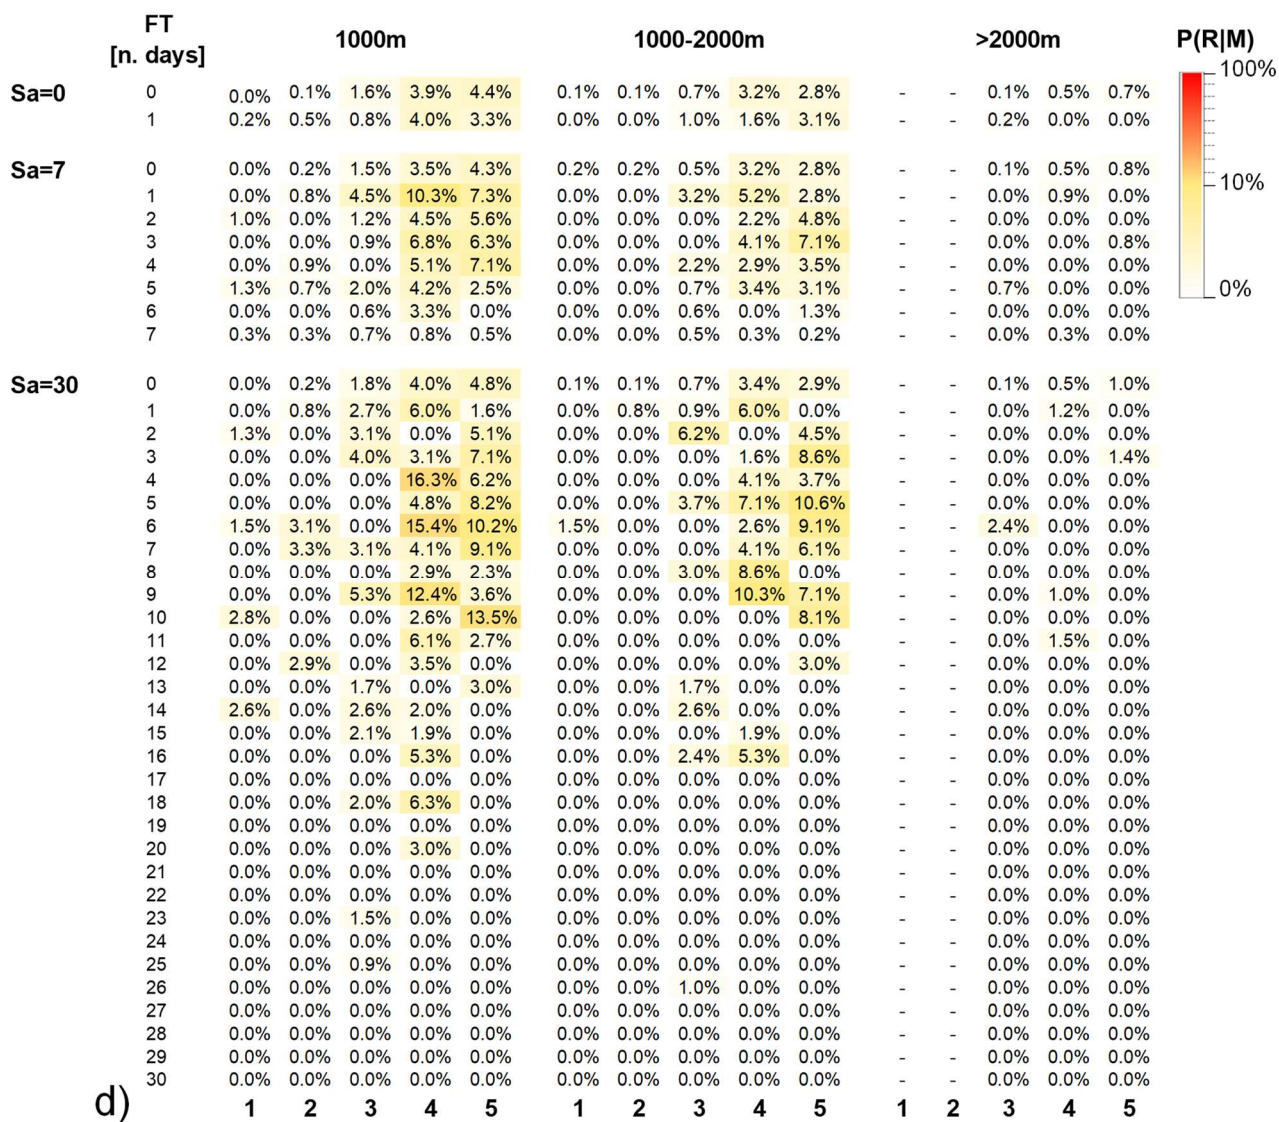 FT
[n. days] 1000m 1000-2000m >2000m P(R|M)
100%
10%
0%
Sa=0 0 0.0% 0.1% 1.6% 3.9% 4.4% 0.1% 0.1% 0.7% 3.2% 2.8% - - 0.1% 0.5% 0.7%
1 0.2% 0.5% 0.8% 4.0% 3.3% 0.0% 0.0% 1.0% 1.6% 3.1% - - 0.2% 0.0% 0.0%
Sa=7 0 0.0% 0.2% 1.5% 3.5% 4.3% 0.2% 0.2% 0.5% 3.2% 2.8% - - 0.1% 0.5% 0.8%
1 0.0% 0.8% 4.5% 10.3% 7.3% 0.0% 0.0% 3.2% 5.2% 2.8% - - 0.0% 0.9% 0.0%
2 1.0% 0.0% 1.2% 4.5% 5.6% 0.0% 0.0% 0.0% 2.2% 4.8% - - 0.0% 0.0% 0.0%
3 0.0% 0.0% 0.9% 6.8% 6.3% 0.0% 0.0% 0.0% 4.1% 7.1% - - 0.0% 0.0% 0.8%
4 0.0% 0.9% 0.0% 5.1% 7.1% 0.0% 0.0% 2.2% 2.9% 3.5% - - 0.0% 0.0% 0.0%
5 1.3% 0.7% 2.0% 4.2% 2.5% 0.0% 0.0% 0.7% 3.4% 3.1% - - 0.7% 0.0% 0.0%
6 0.0% 0.0% 0.6% 3.3% 0.0% 0.0% 0.0% 0.6% 0.0% 1.3% - - 0.0% 0.0% 0.0%
7 0.3% 0.3% 0.7% 0.8% 0.5% 0.0% 0.0% 0.5% 0.3% 0.2% - - 0.0% 0.3% 0.0%
Sa=30 0 0.0% 0.2% 1.8% 4.0% 4.8% 0.1% 0.1% 0.7% 3.4% 2.9% - - 0.1% 0.5% 1.0%
1 0.0% 0.8% 2.7% 6.0% 1.6% 0.0% 0.8% 0.9% 6.0% 0.0% - - 0.0% 1.2% 0.0%
2 1.3% 0.0% 3.1% 0.0% 5.1% 0.0% 0.0% 6.2% 0.0% 4.5% - - 0.0% 0.0% 0.0%
3 0.0% 0.0% 4.0% 3.1% 7.1% 0.0% 0.0% 0.0% 1.6% 8.6% - - 0.0% 0.0% 1.4%
4 0.0% 0.0% 0.0% 16.3% 6.2% 0.0% 0.0% 0.0% 4.1% 3.7% - - 0.0% 0.0% 0.0%
5 0.0% 0.0% 0.0% 4.8% 8.2% 0.0% 0.0% 3.7% 7.1% 10.6% - - 0.0% 0.0% 0.0%
6 1.5% 3.1% 0.0% 15.4% 10.2% 1.5% 0.0% 0.0% 2.6% 9.1% - - 2.4% 0.0% 0.0%
7 0.0% 3.3% 3.1% 4.1% 9.1% 0.0% 0.0% 0.0% 4.1% 6.1% - - 0.0% 0.0% 0.0%
8 0.0% 0.0% 0.0% 2.9% 2.3% 0.0% 0.0% 3.0% 8.6% 0.0% - - 0.0% 0.0% 0.0%
9 0.0% 0.0% 5.3% 12.4% 3.6% 0.0% 0.0% 0.0% 10.3% 7.1% - - 0.0% 1.0% 0.0%
10 2.8% 0.0% 0.0% 2.6% 13.5% 0.0% 0.0% 0.0% 0.0% 8.1% - - 0.0% 0.0% 0.0%
11 0.0% 0.0% 0.0% 6.1% 2.7% 0.0% 0.0% 0.0% 0.0% 0.0% - - 0.0% 1.5% 0.0%
12 0.0% 2.9% 0.0% 3.5% 0.0% 0.0% 0.0% 0.0% 0.0% 3.0% - - 0.0% 0.0% 0.0%
13 0.0% 0.0% 1.7% 0.0% 3.0% 0.0% 0.0% 1.7% 0.0% 0.0% - - 0.0% 0.0% 0.0%
14 2.6% 0.0% 2.6% 2.0% 0.0% 0.0% 0.0% 2.6% 0.0% 0.0% - - 0.0% 0.0% 0.0%
15 0.0% 0.0% 2.1% 1.9% 0.0% 0.0% 0.0% 0.0% 1.9% 0.0% - - 0.0% 0.0% 0.0%
16 0.0% 0.0% 0.0% 5.3% 0.0% 0.0% 0.0% 2.4% 5.3% 0.0% - - 0.0% 0.0% 0.0%
17 0.0% 0.0% 0.0% 0.0% 0.0% 0.0% 0.0% 0.0% 0.0% 0.0% - - 0.0% 0.0% 0.0%
18 0.0% 0.0% 2.0% 6.3% 0.0% 0.0% 0.0% 0.0% 0.0% 0.0% - - 0.0% 0.0% 0.0%
19 0.0% 0.0% 0.0% 0.0% 0.0% 0.0% 0.0% 0.0% 0.0% 0.0% - - 0.0% 0.0% 0.0%
20 0.0% 0.0% 0.0% 3.0% 0.0% 0.0% 0.0% 0.0% 0.0% 0.0% - - 0.0% 0.0% 0.0%
21 0.0% 0.0% 0.0% 0.0% 0.0% 0.0% 0.0% 0.0% 0.0% 0.0% - - 0.0% 0.0% 0.0%
22 0.0% 0.0% 0.0% 0.0% 0.0% 0.0% 0.0% 0.0% 0.0% 0.0% - - 0.0% 0.0% 0.0%
23 0.0% 0.0% 1.5% 0.0% 0.0% 0.0% 0.0% 0.0% 0.0% 0.0% - - 0.0% 0.0% 0.0%
24 0.0% 0.0% 0.0% 0.0% 0.0% 0.0% 0.0% 0.0% 0.0% 0.0% - - 0.0% 0.0% 0.0%
25 0.0% 0.0% 0.9% 0.0% 0.0% 0.0% 0.0% 0.0% 0.0% 0.0% - - 0.0% 0.0% 0.0%
26 0.0% 0.0% 0.0% 0.0% 0.0% 0.0% 0.0% 1.0% 0.0% 0.0% - - 0.0% 0.0% 0.0%
27 0.0% 0.0% 0.0% 0.0% 0.0% 0.0% 0.0% 0.0% 0.0% 0.0% - - 0.0% 0.0% 0.0%
28 0.0% 0.0% 0.0% 0.0% 0.0% 0.0% 0.0% 0.0% 0.0% 0.0% - - 0.0% 0.0% 0.0%
29 0.0% 0.0% 0.0% 0.0% 0.0% 0.0% 0.0% 0.0% 0.0% 0.0% - - 0.0% 0.0% 0.0%
30 0.0% 0.0% 0.0% 0.0% 0.0% 0.0% 0.0% 0.0% 0.0% 0.0% - - 0.0% 0.0% 0.0%
d) 1 2 3 4 5 1 2 3 4 5 1 2 3 4 5